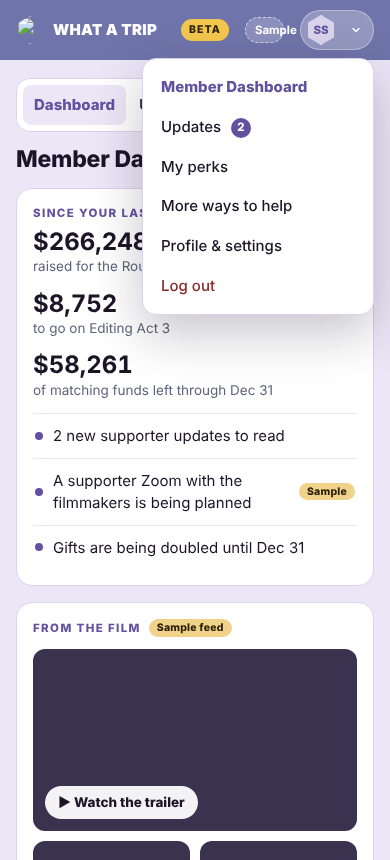 WHAT A TRIP
BETA
Sample
SS
Member Dashboard
Updates 2
My perks
More ways to help
Profile & settings
Log out
Dashboard
Member Da
SINCE YOUR LAS
$266,248
raised for the Rou
$8,752
to go on Editing Act 3
$58,261
of matching funds left through Dec 31
2 new supporter updates to read
A supporter Zoom with the
filmmakers is being planned
Sample
Gifts are being doubled until Dec 31
FROM THE FILM
Sample feed
▶ Watch the trailer